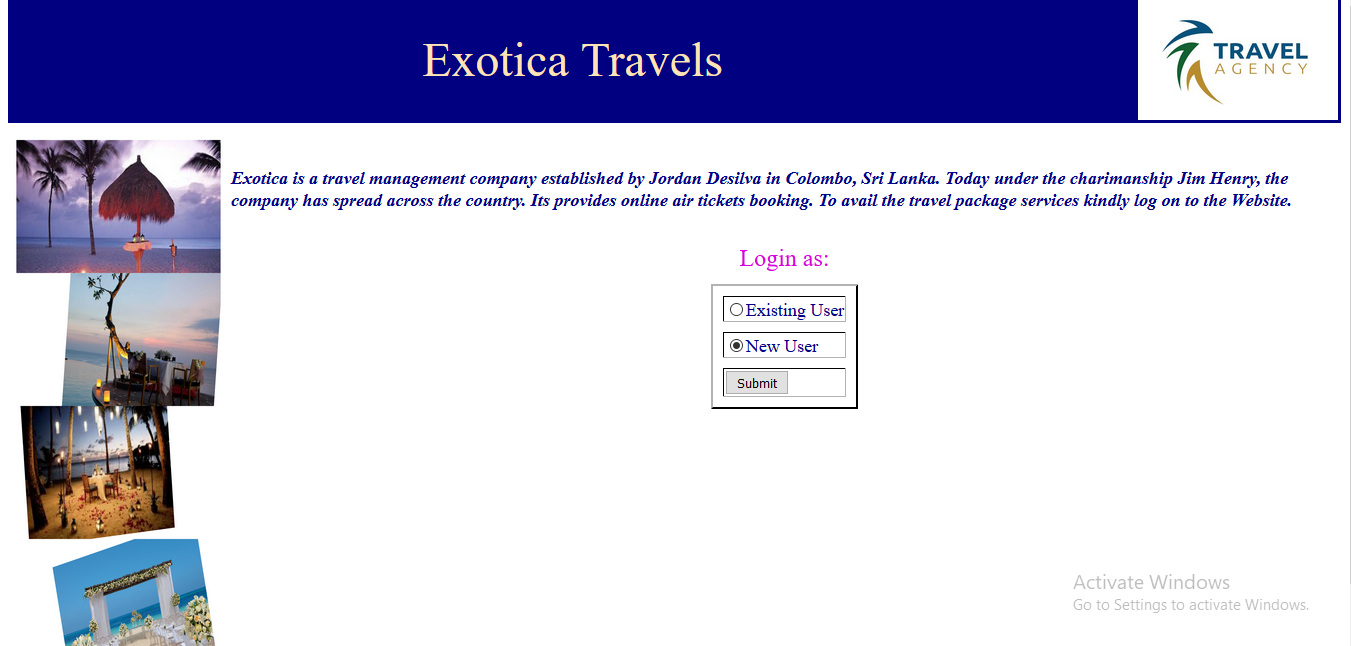 Exotica Travels
TRAVEL
AGENCY
Exotica is a travel management company established by Jordan Desilva in Colombo, Sri Lanka. Today under the charimanship Jim Henry, the
company has spread across the country. Its provides online air tickets booking. To avail the travel package services kindly log on to the Website.
Login as:
Existing User
New User
Submit
Activate Windows
Go to Settings to activate Windows.